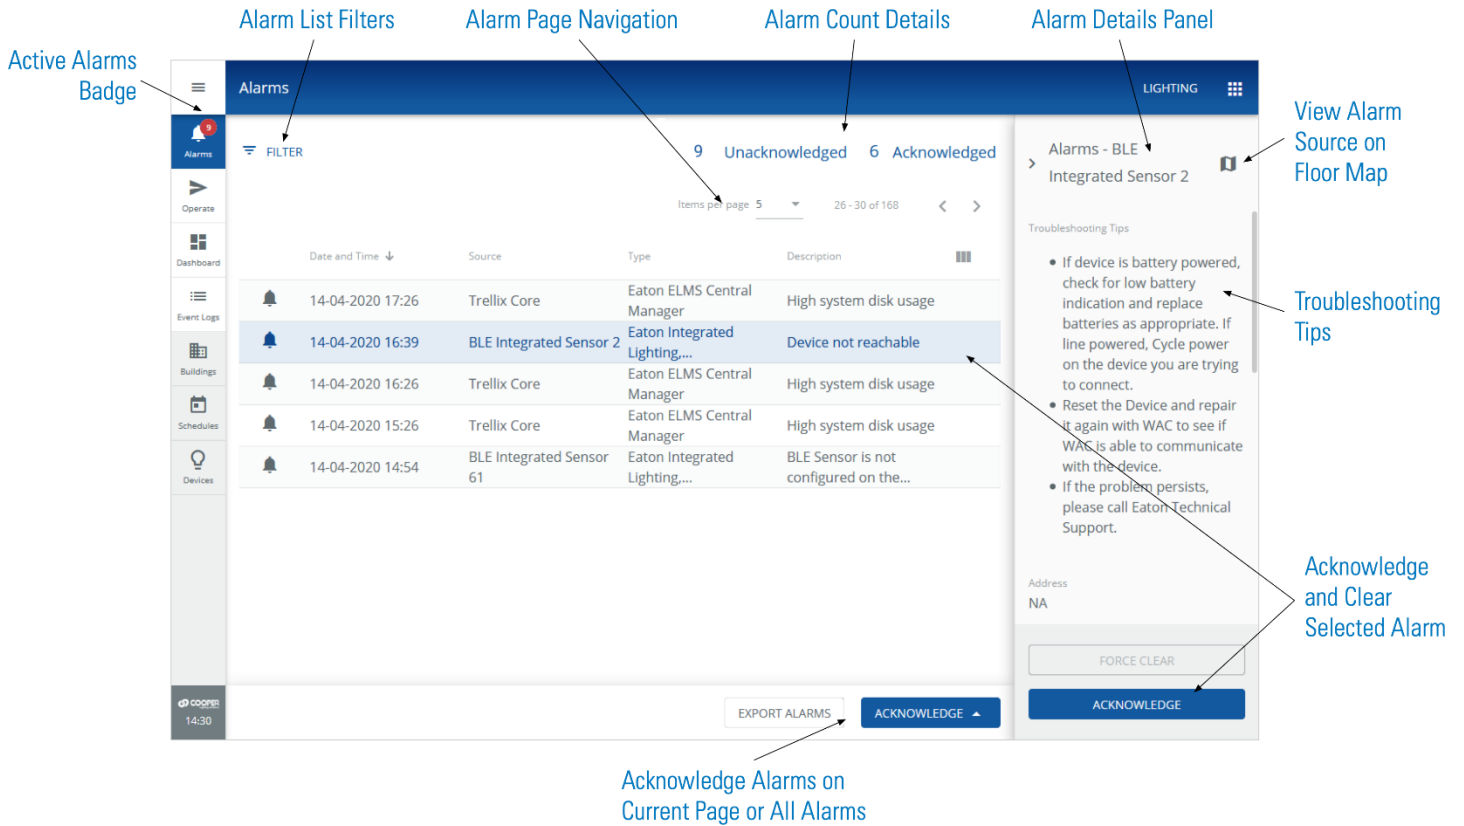 Alarm List Filters
Alarm Page Navigation
Alarm Count Details
Alarm Details Panel
Active Alarms
Badge
Alarms
LIGHTING
View Alarm
Source on
Floor Map
9
Alarms
FILTER
9 Unacknowledged 6 Acknowledged
Alarms - BLE
Integrated Sensor 2
Operate
Items per page 5
26 - 30 of 168
Troubleshooting Tips
Dashboard
Date and Time
Source
Type
Description
Event Logs
14-04-2020 17:26
Trellix Core
Eaton ELMS Central
Manager
High system disk usage
14-04-2020 16:39
BLE Integrated Sensor 2
Eaton Integrated
Lighting,...
Device not reachable
14-04-2020 16:26
Trellix Core
Eaton ELMS Central
Manager
High system disk usage
14-04-2020 15:26
Trellix Core
Eaton ELMS Central
Manager
High system disk usage
14-04-2020 14:54
BLE Integrated Sensor
61
Eaton Integrated
Lighting,...
BLE Sensor is not
configured on the...
Buildings
Schedules
Devices
If device is battery powered,
check for low battery
indication and replace
batteries as appropriate. If
line powered, Cycle power
on the device you are trying
to connect.
Reset the Device and repair
it again with WAC to see if
WAC is able to communicate
with the device.
If the problem persists,
please call Eaton Technical
Support.
Troubleshooting
Tips
Address
NA
Acknowledge
and Clear
Selected Alarm
FORCE CLEAR
ACKNOWLEDGE
COOPER
14:30
EXPORT ALARMS
ACKNOWLEDGE
Acknowledge Alarms on
Current Page or All Alarms